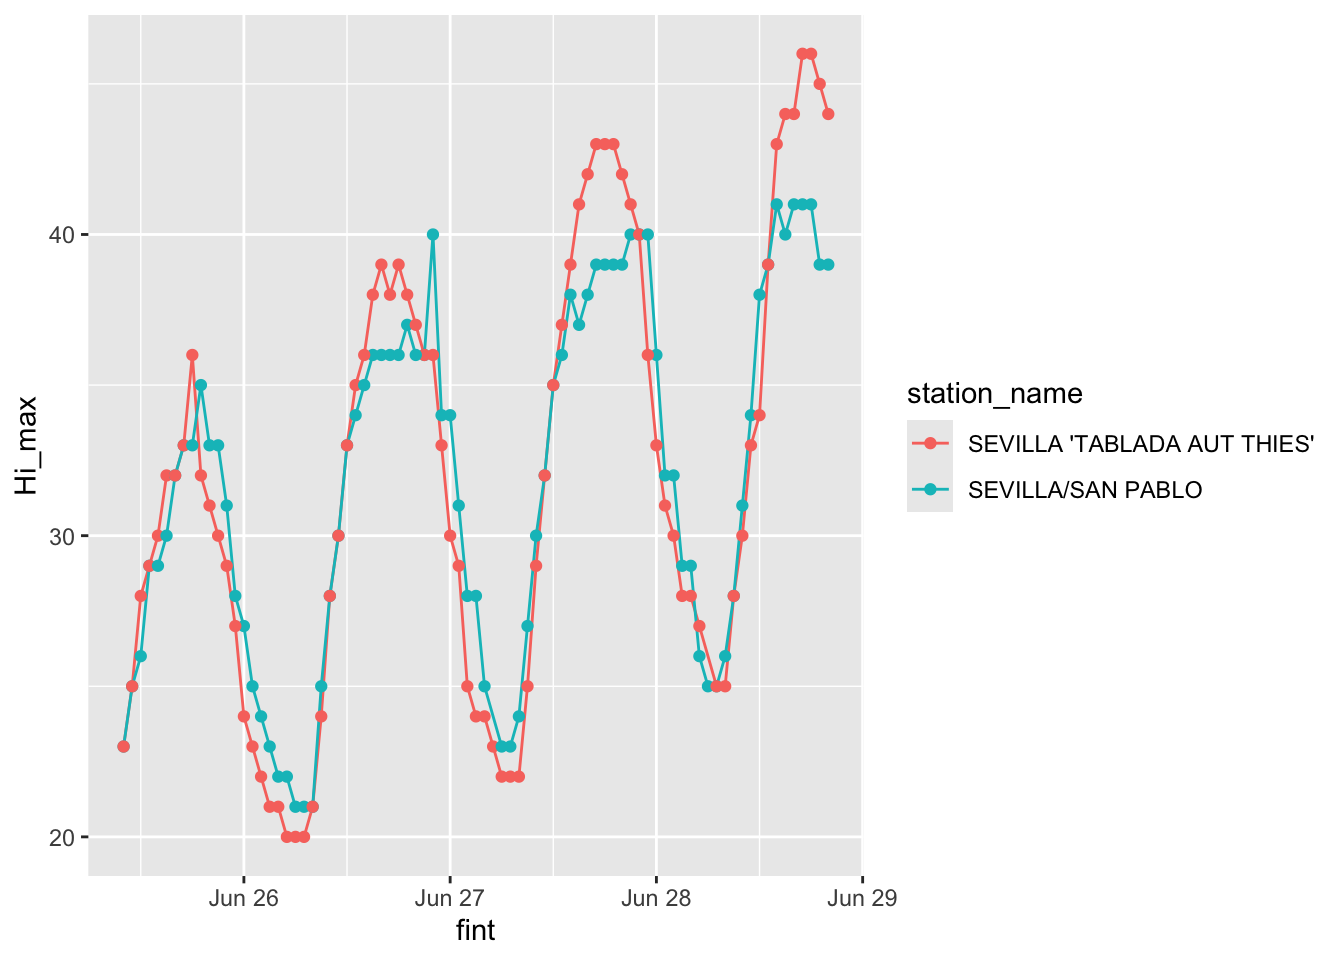 Hi_max
40
30
20
Jun 26
Jun 27
Jun 28
Jun 29
fint
station_name
SEVILLA 'TABLADA AUT THIES'
SEVILLA/SAN PABLO